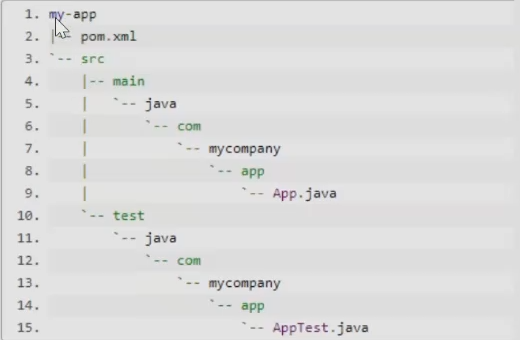 1. my-app
2. |-- pom.xml
3. `-- src
4.     |-- main
5.     |   `-- java
6.     |       `-- com
7.     |           `-- mycompany
8.     |               `-- app
9.     |                   `-- App.java
10.     `-- test
11.         `-- java
12.             `-- com
13.                 `-- mycompany
14.                     `-- app
15.                         `-- AppTest.java